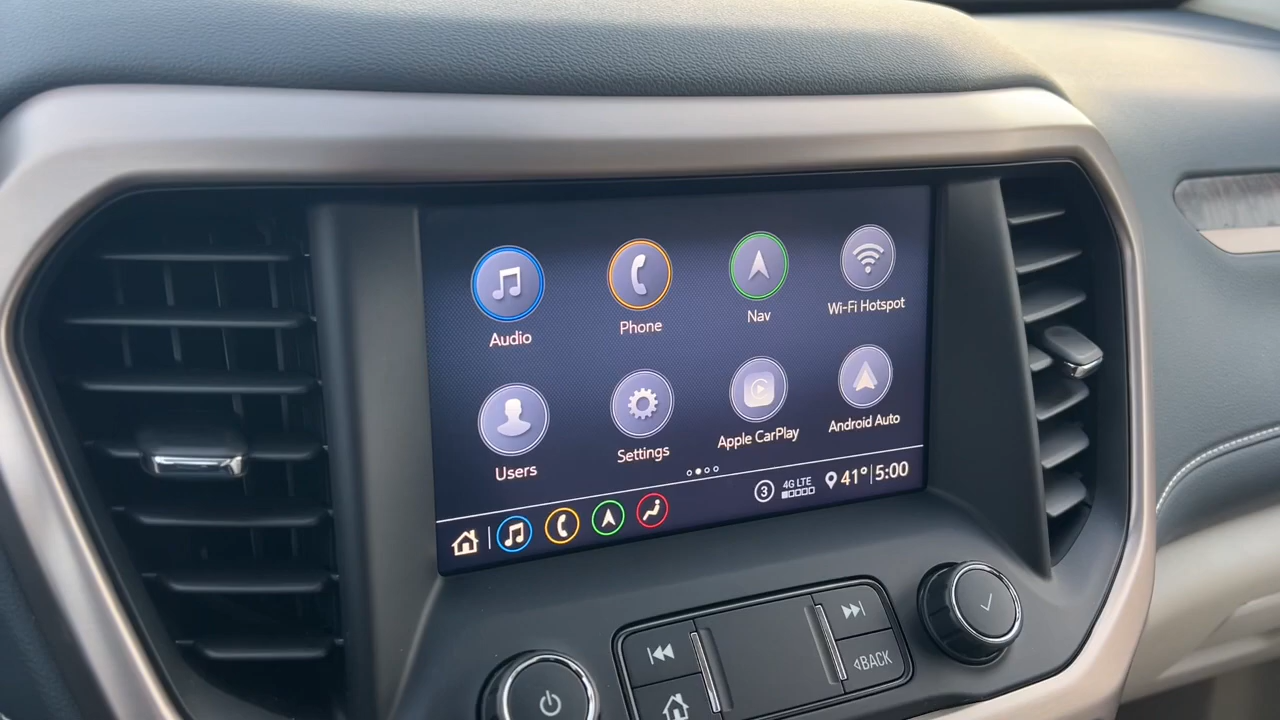 Audio
Phone
Nav
Wi-Fi Hotspot
Users
Settings
Apple CarPlay
Android Auto
3
4G LTE
41° 5:00
BACK